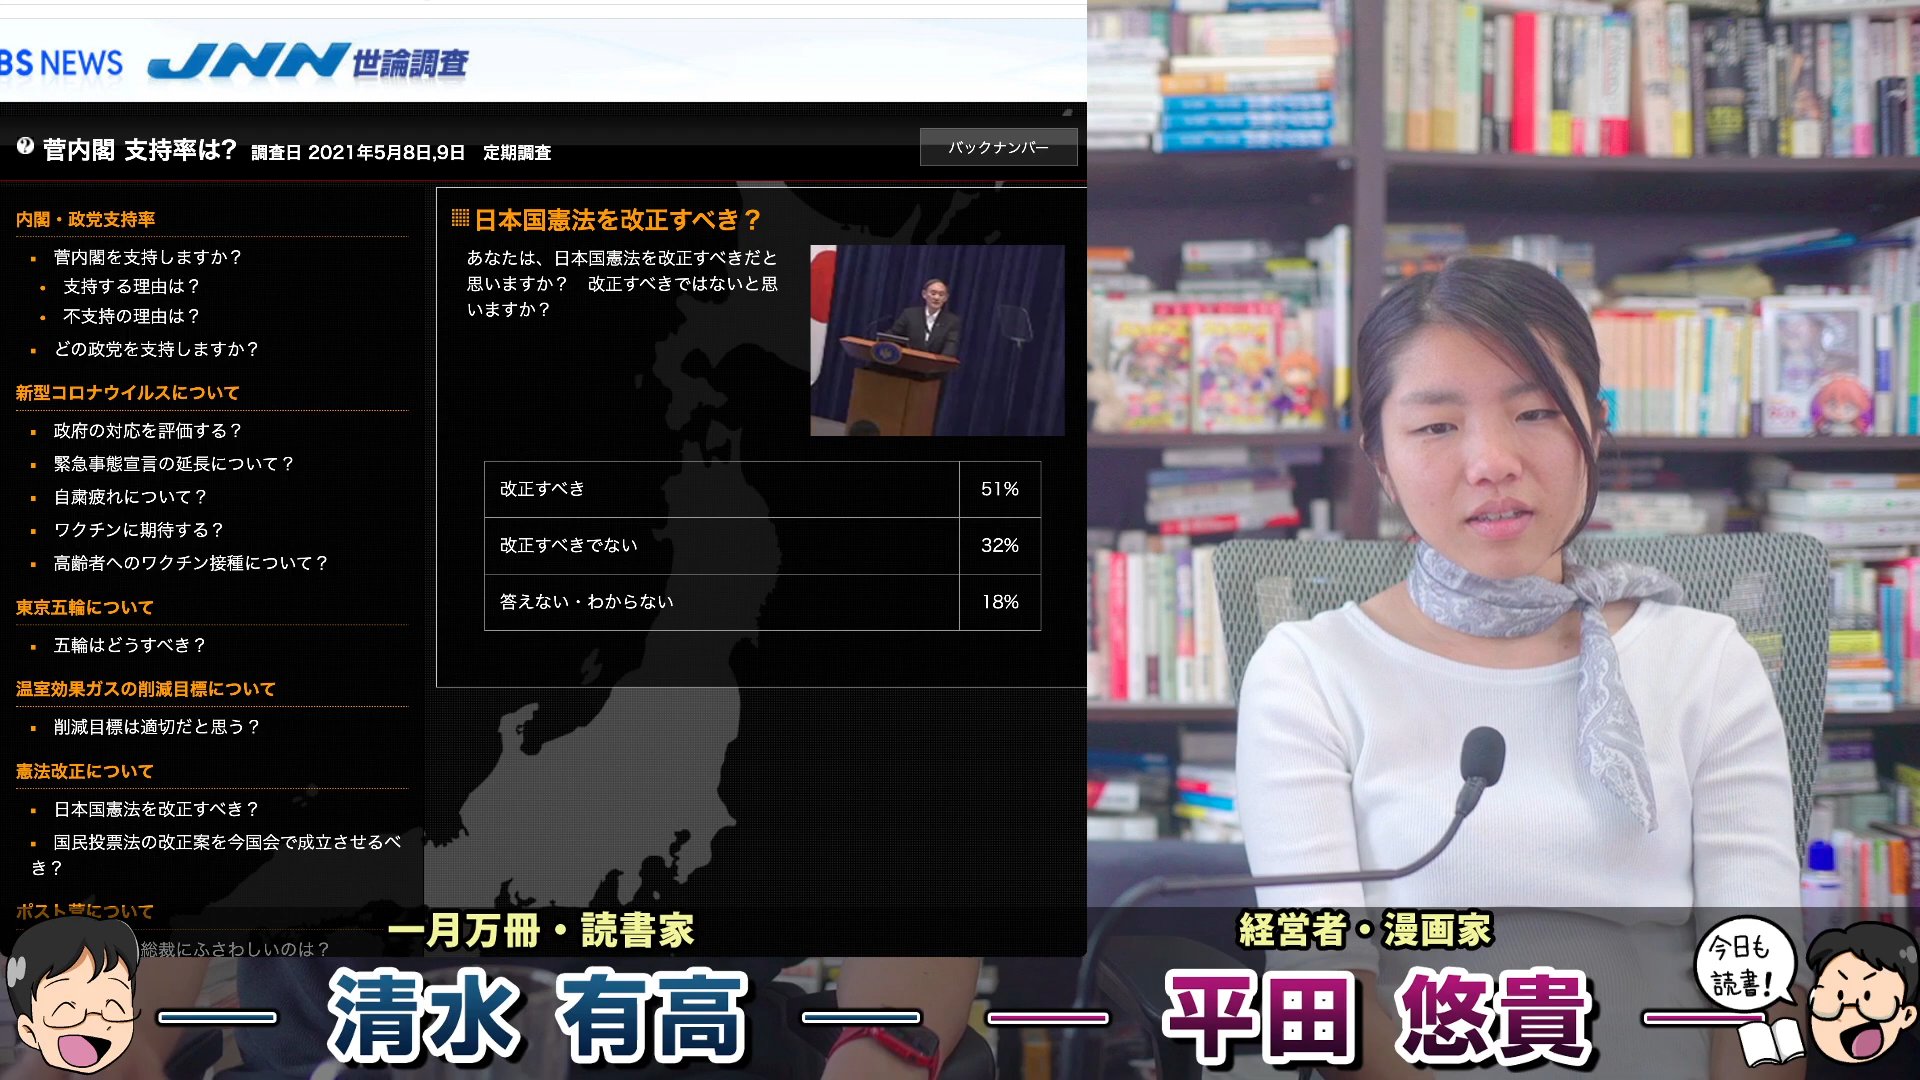 BS NEWS JNN 世論調査
菅内閣 支持率は? 調査日 2021年5月8日,9日 定期調査
バックナンバー
内閣・政党支持率
菅内閣を支持しますか？
支持する理由は？
不支持の理由は？
どの政党を支持しますか？
新型コロナウイルスについて
政府の対応を評価する？
緊急事態宣言の延長について？
自粛疲れについて？
ワクチンに期待する？
高齢者へのワクチン接種について？
東京五輪について
五輪はどうすべき？
温室効果ガスの削減目標について
削減目標は適切だと思う？
憲法改正について
日本国憲法を改正すべき？
国民投票法の改正案を今国会で成立させるべ
き？
ポスト菅について
総裁にふさわしいのは？
日本国憲法を改正すべき？
あなたは、日本国憲法を改正すべきだと
思いますか？　改正すべきではないと思
いますか？
改正すべき 51%
改正すべきでない 32%
答えない・わからない 18%
一月万冊・読書家
清水 有高
経営者・漫画家
平田 悠貴
今日も
読書!